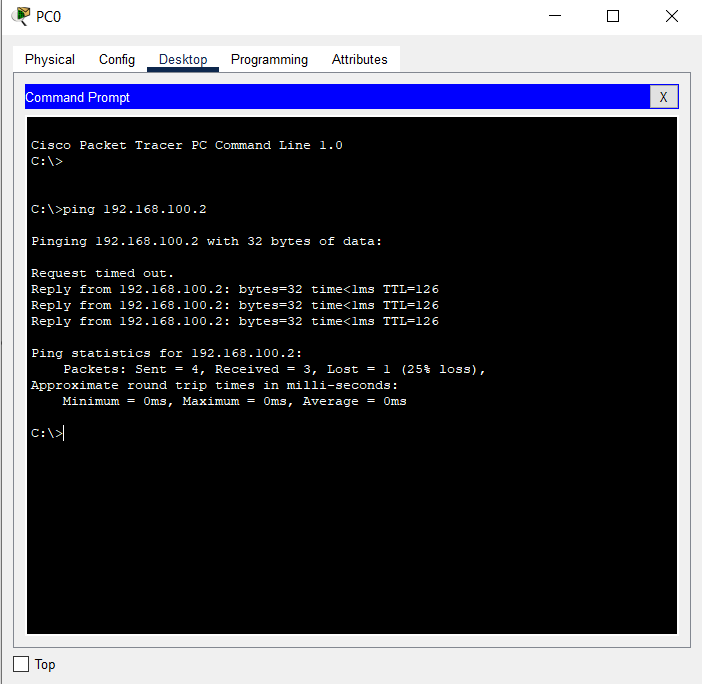 PC0
Physical Config Desktop Programming Attributes
Command Prompt X
Cisco Packet Tracer PC Command Line 1.0
C:\>
C:\>ping 192.168.100.2
Pinging 192.168.100.2 with 32 bytes of data:
Request timed out.
Reply from 192.168.100.2: bytes=32 time<1ms TTL=126
Reply from 192.168.100.2: bytes=32 time<1ms TTL=126
Reply from 192.168.100.2: bytes=32 time<1ms TTL=126
Ping statistics for 192.168.100.2:
Packets: Sent = 4, Received = 3, Lost = 1 (25% loss),
Approximate round trip times in milli-seconds:
Minimum = 0ms, Maximum = 0ms, Average = 0ms
C:\>
Top